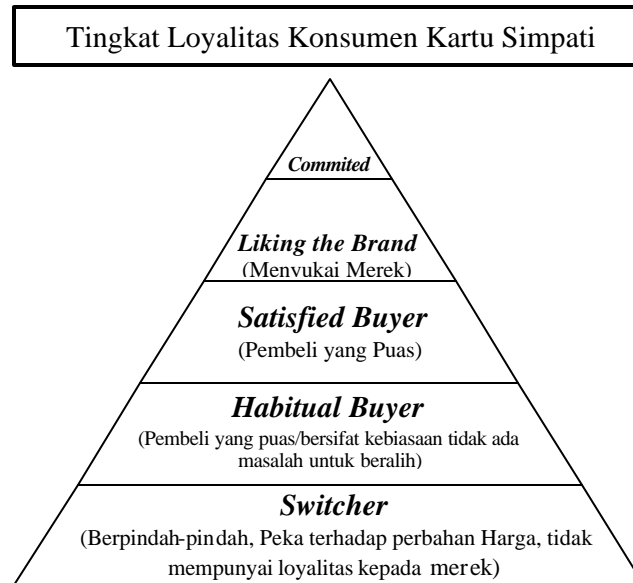 Tingkat Loyalitas Konsumen Kartu Simpati
Commited
Liking the Brand
(Menyukai Merek)
Satisfied Buyer
(Pembeli yang Puas)
Habitual Buyer
(Pembeli yang puas/bersifat kebiasaan tidak ada
masalah untuk beralih)
Switcher
(Berpindah-pindah, Peka terhadap perbahan Harga, tidak
mempunyai loyalitas kepada merek)